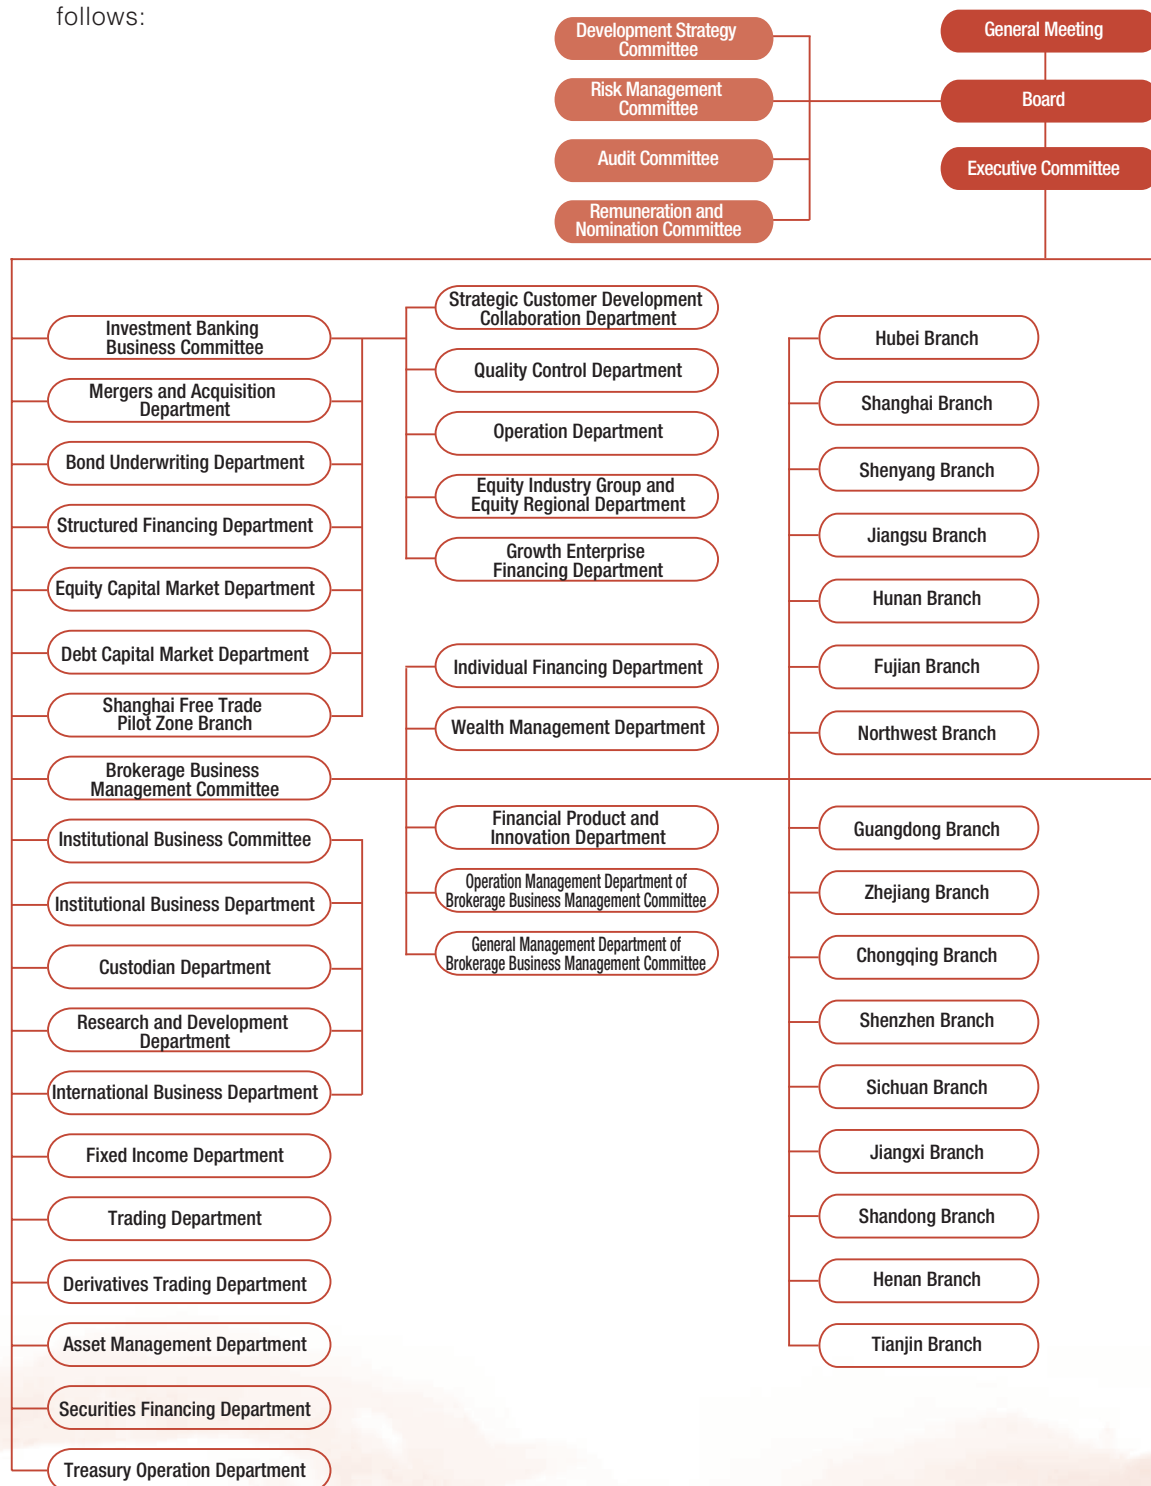 follows:
Development Strategy
Committee
Risk Management
Committee
Audit Committee
Remuneration and
Nomination Committee
General Meeting
Board
Executive Committee
Investment Banking
Business Committee
Mergers and Acquisition
Department
Bond Underwriting Department
Structured Financing Department
Equity Capital Market Department
Debt Capital Market Department
Shanghai Free Trade
Pilot Zone Branch
Brokerage Business
Management Committee
Institutional Business Committee
Institutional Business Department
Custodian Department
Research and Development
Department
International Business Department
Fixed Income Department
Trading Department
Derivatives Trading Department
Asset Management Department
Securities Financing Department
Treasury Operation Department
Strategic Customer Development
Collaboration Department
Quality Control Department
Operation Department
Equity Industry Group and
Equity Regional Department
Growth Enterprise
Financing Department
Individual Financing Department
Wealth Management Department
Financial Product and
Innovation Department
Operation Management Department of
Brokerage Business Management Committee
General Management Department of
Brokerage Business Management Committee
Hubei Branch
Shanghai Branch
Shenyang Branch
Jiangsu Branch
Hunan Branch
Fujian Branch
Northwest Branch
Guangdong Branch
Zhejiang Branch
Chongqing Branch
Shenzhen Branch
Sichuan Branch
Jiangxi Branch
Shandong Branch
Henan Branch
Tianjin Branch